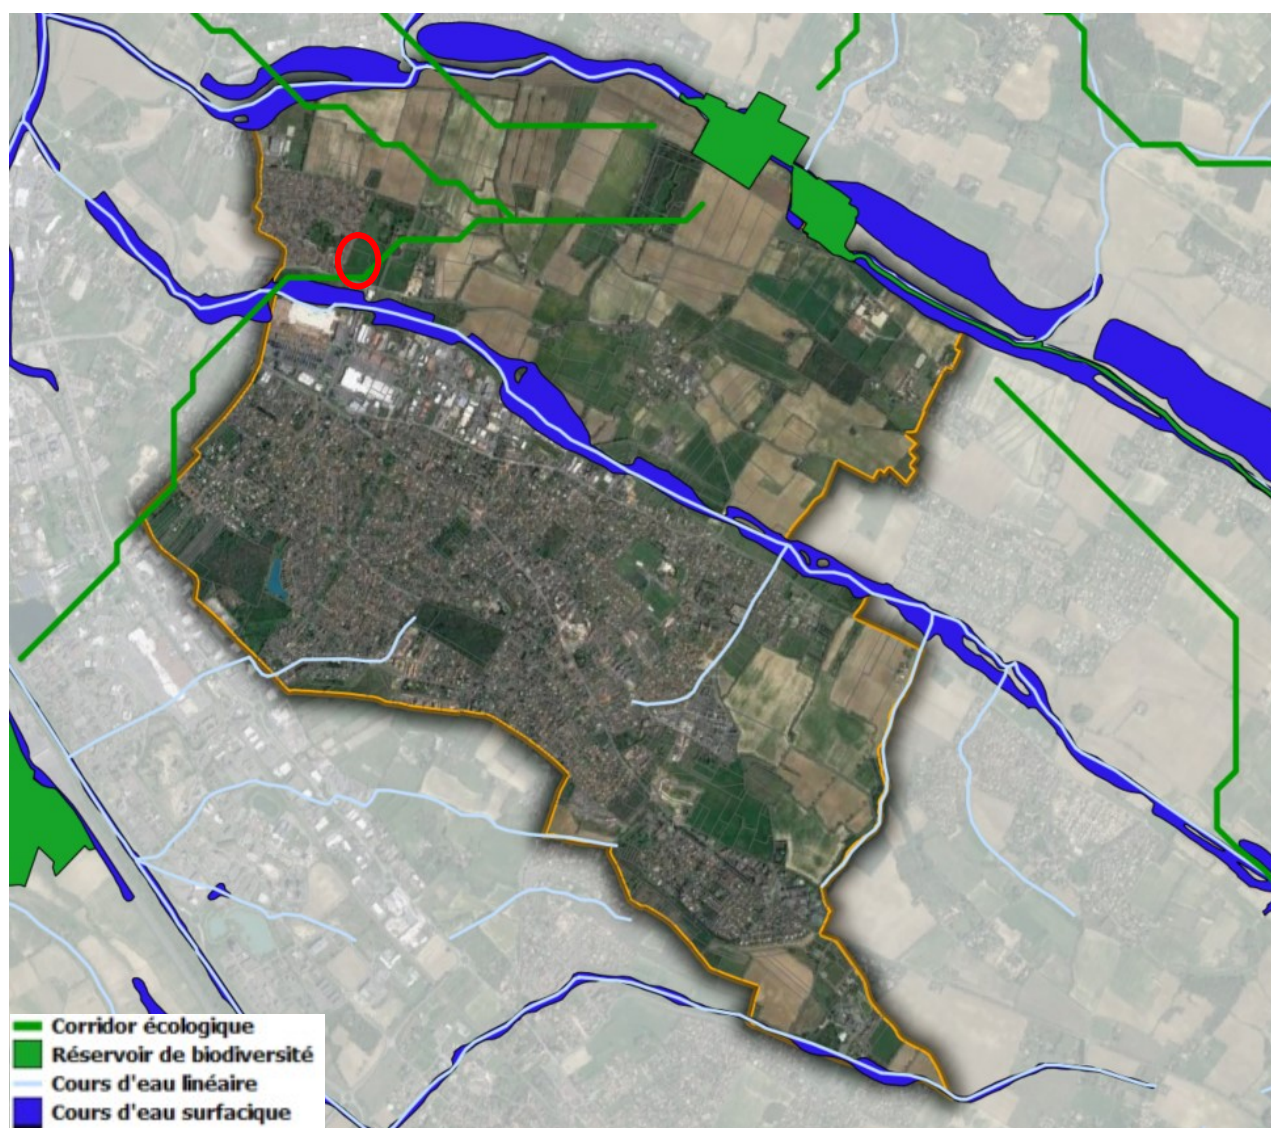 Corridor écologique
Réservoir de biodiversité
Cours d'eau linéaire
Cours d'eau surfacique